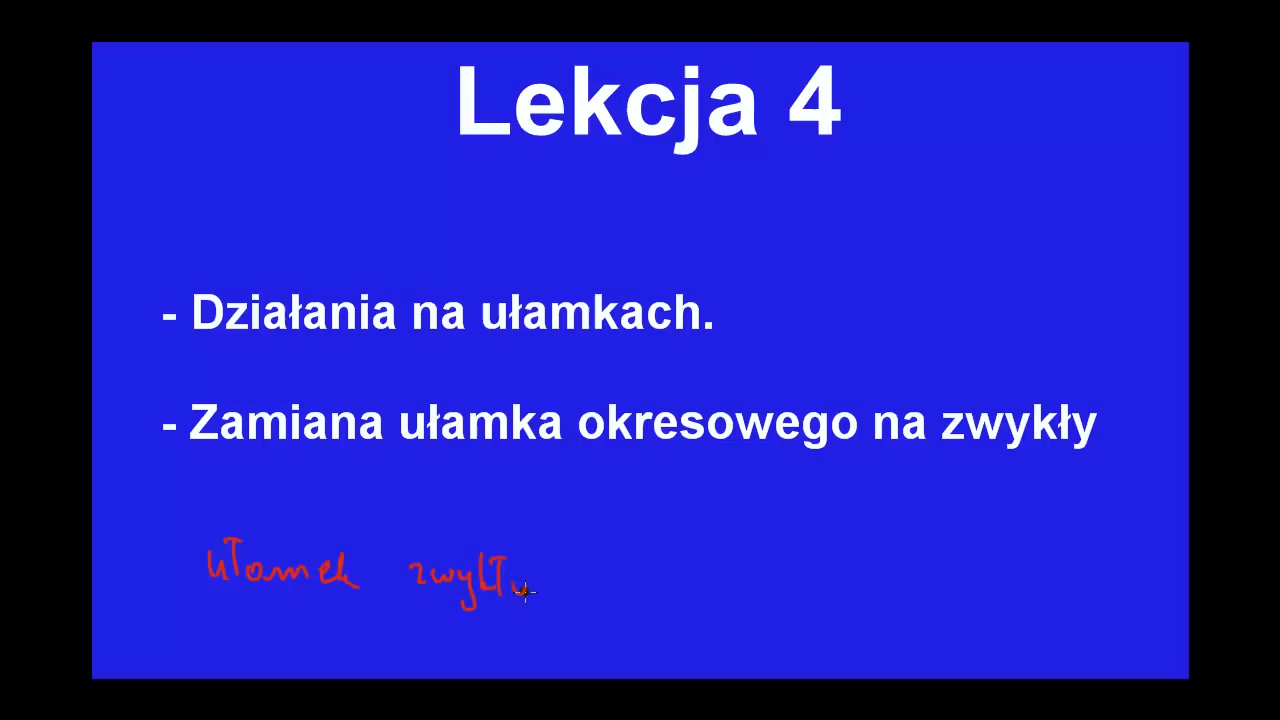 Lekcja 4
- Działania na ułamkach.
- Zamiana ułamka okresowego na zwykły
ułamek zwykły